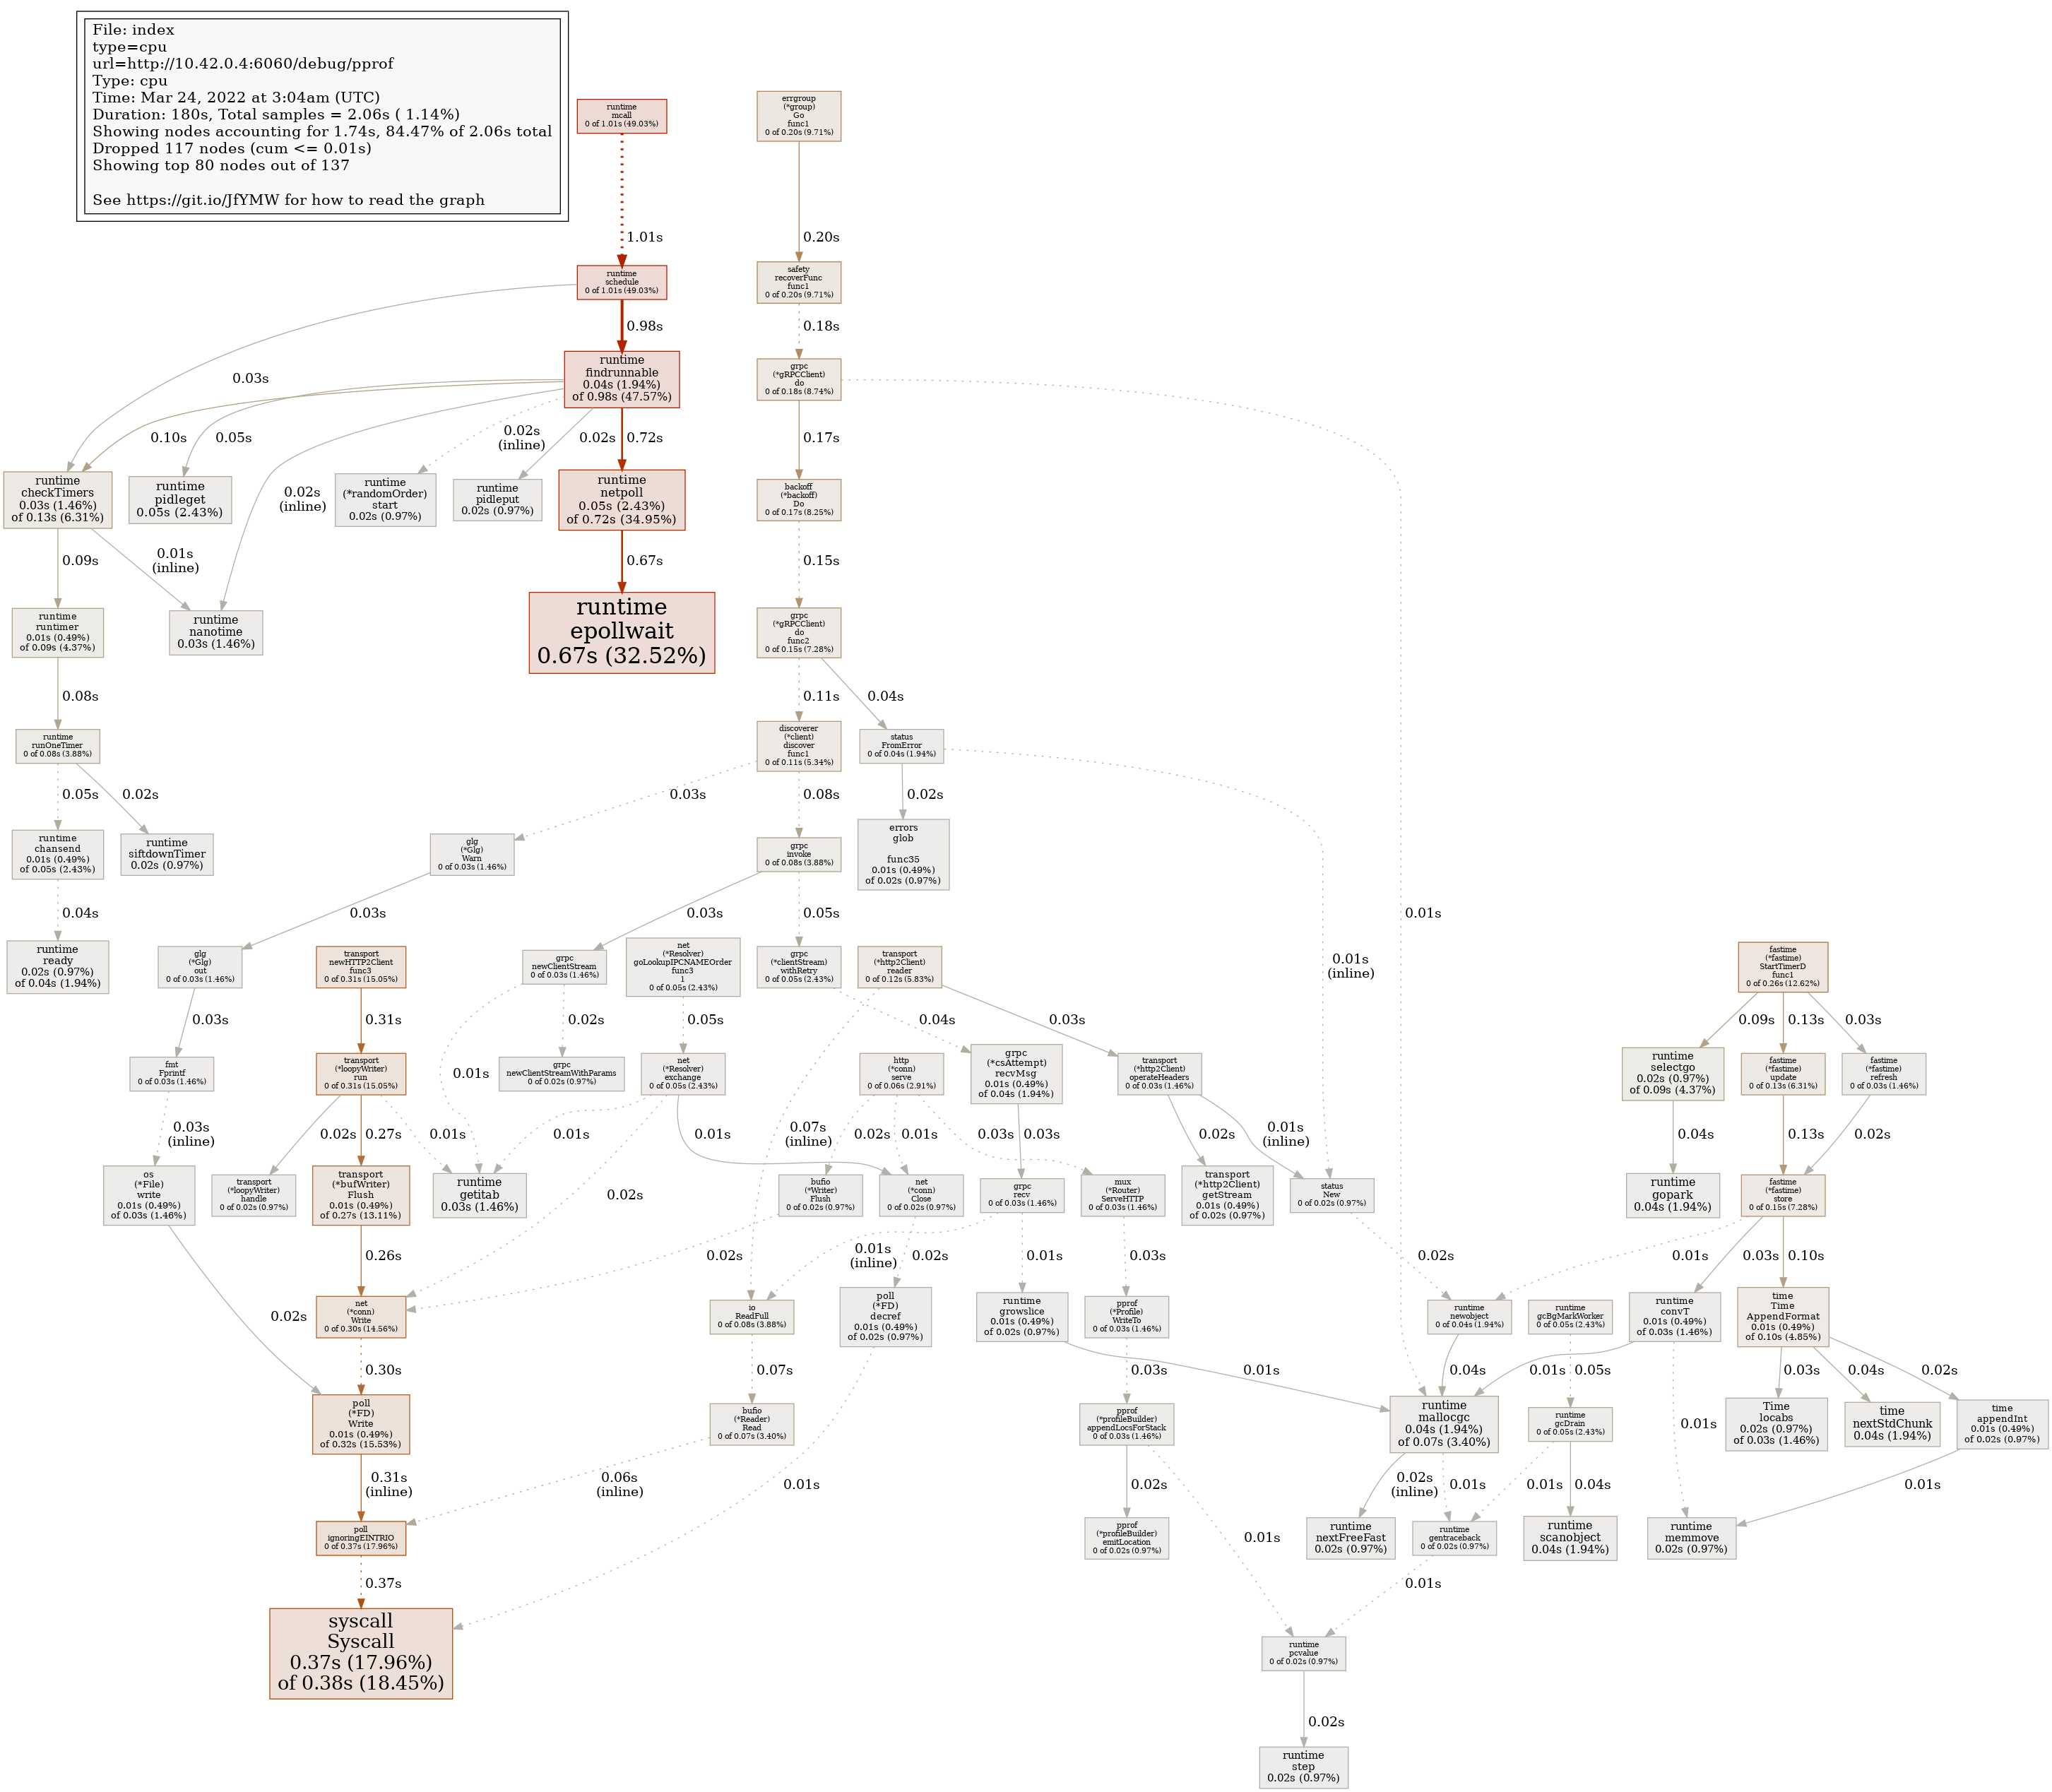 File: index
type=cpu
url=http://10.42.0.4:6060/debug/pprof
Type: cpu
Time: Mar 24, 2022 at 3:04am (UTC)
Duration: 180s, Total samples = 2.06s ( 1.14%)
Showing nodes accounting for 1.74s, 84.47% of 2.06s total
Dropped 117 nodes (cum <= 0.01s)
Showing top 80 nodes out of 137
See https://git.io/JfYMW for how to read the graph
runtime
mcall
0 of 1.01s (49.03%)
errgroup
(*group)
Go
func1
0 of 0.20s (9.71%)
1.01s
0.20s
runtime
schedule
0 of 1.01s (49.03%)
safety
recoverFunc
func1
0 of 0.20s (9.71%)
0.98s
0.18s
0.03s
runtime
findrunnable
0.04s (1.94%)
of 0.98s (47.57%)
grpc
(*gRPCClient)
do
0 of 0.18s (8.74%)
0.10s
0.05s
0.02s
(inline)
0.02s
0.72s
0.17s
runtime
checkTimers
0.03s (1.46%)
of 0.13s (6.31%)
runtime
pidleget
0.05s (2.43%)
0.02s
(inline)
runtime
(*randomOrder)
start
0.02s (0.97%)
runtime
pidleput
0.02s (0.97%)
runtime
netpoll
0.05s (2.43%)
of 0.72s (34.95%)
backoff
(*backoff)
Do
0 of 0.17s (8.25%)
0.09s
0.01s
(inline)
0.67s
0.15s
runtime
runtimer
0.01s (0.49%)
of 0.09s (4.37%)
runtime
nanotime
0.03s (1.46%)
runtime
epollwait
0.67s (32.52%)
grpc
(*gRPCClient)
do
func2
0 of 0.15s (7.28%)
0.08s
0.11s
0.04s
runtime
runOneTimer
0 of 0.08s (3.88%)
discoverer
(*client)
discover
func1
0 of 0.11s (5.34%)
status
FromError
0 of 0.04s (1.94%)
0.05s
0.02s
0.03s
0.08s
0.02s
runtime
chansend
0.01s (0.49%)
of 0.05s (2.43%)
runtime
siftdownTimer
0.02s (0.97%)
glg
(*Glg)
Warn
0 of 0.03s (1.46%)
grpc
invoke
0 of 0.08s (3.88%)
errors
glob
func35
0.01s (0.49%)
of 0.02s (0.97%)
0.04s
0.03s
0.03s
0.05s
0.01s
0.01s
(inline)
runtime
ready
0.02s (0.97%)
of 0.04s (1.94%)
glg
(*Glg)
out
0 of 0.03s (1.46%)
transport
newHTTP2Client
func3
0 of 0.31s (15.05%)
grpc
newClientStream
0 of 0.03s (1.46%)
net
(*Resolver)
goLookupIPCNAMEOrder
func3
1
0 of 0.05s (2.43%)
grpc
(*clientStream)
withRetry
0 of 0.05s (2.43%)
transport
(*http2Client)
reader
0 of 0.12s (5.83%)
fastime
(*fastime)
StartTimerD
func1
0 of 0.26s (12.62%)
0.03s
0.31s
0.02s
0.05s
0.04s
0.03s
0.09s
0.13s
0.03s
fmt
Fprintf
0 of 0.03s (1.46%)
transport
(*loopyWriter)
run
0 of 0.31s (15.05%)
0.01s
grpc
newClientStreamWithParams
0 of 0.02s (0.97%)
net
(*Resolver)
exchange
0 of 0.05s (2.43%)
http
(*conn)
serve
0 of 0.06s (2.91%)
grpc
(*csAttempt)
recvMsg
0.01s (0.49%)
of 0.04s (1.94%)
transport
(*http2Client)
operateHeaders
0 of 0.03s (1.46%)
runtime
selectgo
0.02s (0.97%)
of 0.09s (4.37%)
fastime
(*fastime)
update
0 of 0.13s (6.31%)
fastime
(*fastime)
refresh
0 of 0.03s (1.46%)
0.03s
(inline)
0.02s
0.27s
0.01s
0.01s
0.01s
0.07s
(inline)
0.02s
0.01s
0.03s
0.03s
0.02s
0.01s
(inline)
0.04s
0.13s
0.02s
os
(*File)
write
0.01s (0.49%)
of 0.03s (1.46%)
transport
(*loopyWriter)
handle
0 of 0.02s (0.97%)
transport
(*bufWriter)
Flush
0.01s (0.49%)
of 0.27s (13.11%)
runtime
getitab
0.03s (1.46%)
0.02s
bufio
(*Writer)
Flush
0 of 0.02s (0.97%)
net
(*conn)
Close
0 of 0.02s (0.97%)
grpc
recv
0 of 0.03s (1.46%)
mux
(*Router)
ServeHTTP
0 of 0.03s (1.46%)
transport
(*http2Client)
getStream
0.01s (0.49%)
of 0.02s (0.97%)
status
New
0 of 0.02s (0.97%)
runtime
gopark
0.04s (1.94%)
fastime
(*fastime)
store
0 of 0.15s (7.28%)
0.26s
0.02s
0.01s
(inline)
0.02s
0.01s
0.03s
0.02s
0.01s
0.03s
0.10s
0.02s
net
(*conn)
Write
0 of 0.30s (14.56%)
io
ReadFull
0 of 0.08s (3.88%)
poll
(*FD)
decref
0.01s (0.49%)
of 0.02s (0.97%)
runtime
growslice
0.01s (0.49%)
of 0.02s (0.97%)
pprof
(*Profile)
WriteTo
0 of 0.03s (1.46%)
runtime
newobject
0 of 0.04s (1.94%)
runtime
gcBgMarkWorker
0 of 0.05s (2.43%)
runtime
convT
0.01s (0.49%)
of 0.03s (1.46%)
time
Time
AppendFormat
0.01s (0.49%)
of 0.10s (4.85%)
0.30s
0.07s
0.03s
0.01s
0.04s
0.01s
0.05s
0.03s
0.04s
0.02s
poll
(*FD)
Write
0.01s (0.49%)
of 0.32s (15.53%)
bufio
(*Reader)
Read
0 of 0.07s (3.40%)
pprof
(*profileBuilder)
appendLocsForStack
0 of 0.03s (1.46%)
runtime
mallocgc
0.04s (1.94%)
of 0.07s (3.40%)
runtime
gcDrain
0 of 0.05s (2.43%)
0.01s
Time
locabs
0.02s (0.97%)
of 0.03s (1.46%)
time
nextStdChunk
0.04s (1.94%)
time
appendInt
0.01s (0.49%)
of 0.02s (0.97%)
0.31s
(inline)
0.06s
(inline)
0.01s
0.02s
0.02s
(inline)
0.01s
0.01s
0.04s
0.01s
poll
ignoringEINTRIO
0 of 0.37s (17.96%)
pprof
(*profileBuilder)
emitLocation
0 of 0.02s (0.97%)
0.01s
runtime
nextFreeFast
0.02s (0.97%)
runtime
gentraceback
0 of 0.02s (0.97%)
runtime
scanobject
0.04s (1.94%)
runtime
memmove
0.02s (0.97%)
0.37s
0.01s
syscall
Syscall
0.37s (17.96%)
of 0.38s (18.45%)
runtime
pcvalue
0 of 0.02s (0.97%)
0.02s
runtime
step
0.02s (0.97%)